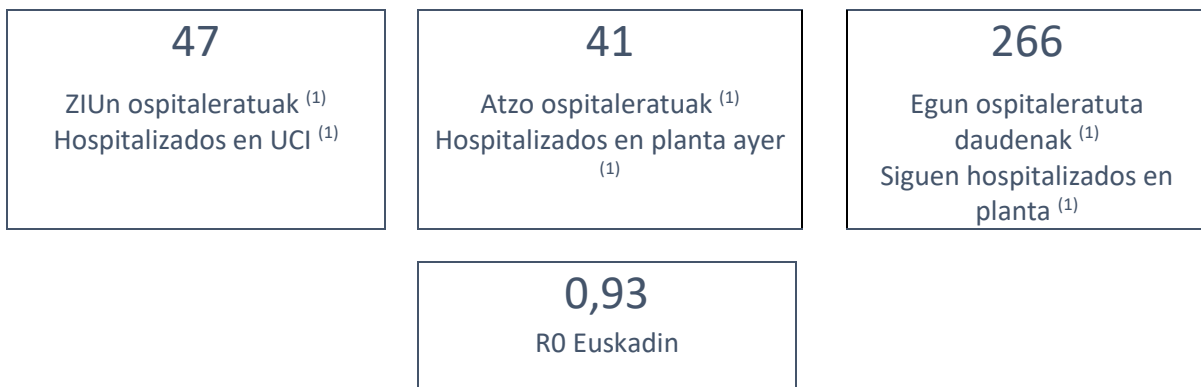 47
ZIUn ospitaleratuak (1)
Hospitalizados en UCI (1)
41
Atzo ospitaleratuak (1)
Hospitalizados en planta ayer
(1)
266
Egun ospitaleratuta
daudenak (1)
Siguen hospitalizados en
planta (1)
0,93
R0 Euskadin